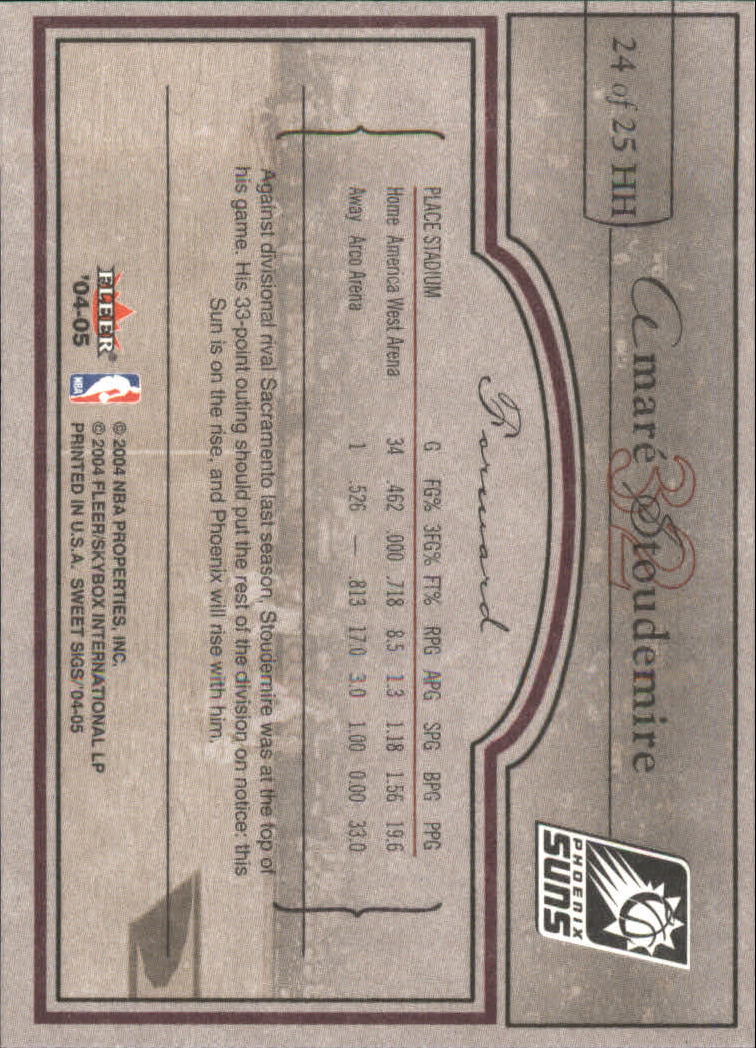 24 of 25 HH
Amaré Stoudemire
32
PHOENIX
SUNS
Forward
PLACE STADIUM G FG% 3FG% FT% RPG APG SPG BPG PPG
Home America West Arena 34 .462 .000 .718 8.5 1.3 1.18 1.56 19.6
Away Arco Arena 1 .526 — .813 17.0 3.0 1.00 0.00 33.0
Against divisional rival Sacramento last season, Stoudemire was at the top of
his game. His 33-point outing should put the rest of the division on notice: this
Sun is on the rise, and Phoenix will rise with him.
FLEER®
'04-05
NBA
© 2004 NBA PROPERTIES, INC.
© 2004 FLEER/SKYBOX INTERNATIONAL LP
PRINTED IN U.S.A. SWEET SIGS/'04-05